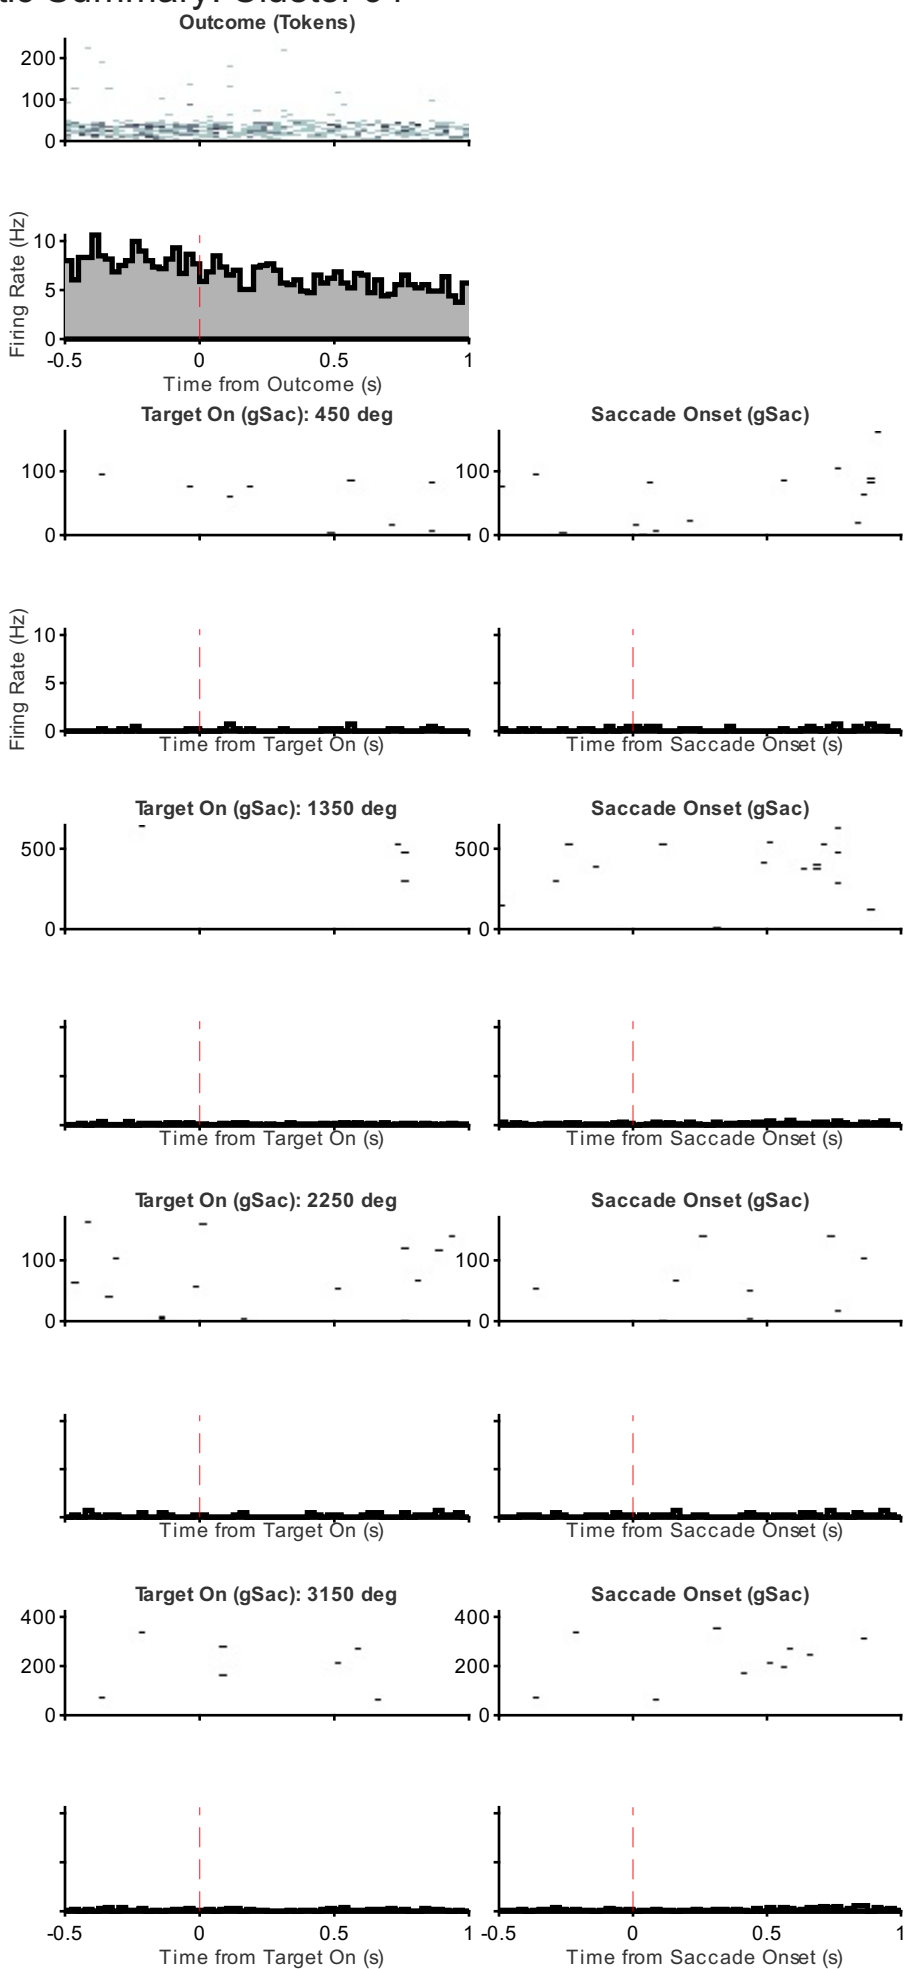 Summary: Cluster
Outcome (Tokens)
200
100
0
Firing Rate (Hz)
10
5
0
-0.5 0 0.5 1
Time from Outcome (s)
Target On (gSac): 450 deg Saccade Onset (gSac)
100 100
0 0
Firing Rate (Hz)
10
5
0
Time from Target On (s) Time from Saccade Onset (s)
Target On (gSac): 1350 deg Saccade Onset (gSac)
500 500
0 0
Time from Target On (s) Time from Saccade Onset (s)
Target On (gSac): 2250 deg Saccade Onset (gSac)
100 100
0 0
Time from Target On (s) Time from Saccade Onset (s)
Target On (gSac): 3150 deg Saccade Onset (gSac)
400 400
200 200
0 0
-0.5 0 0.5 1 -0.5 0 0.5 1
Time from Target On (s) Time from Saccade Onset (s)